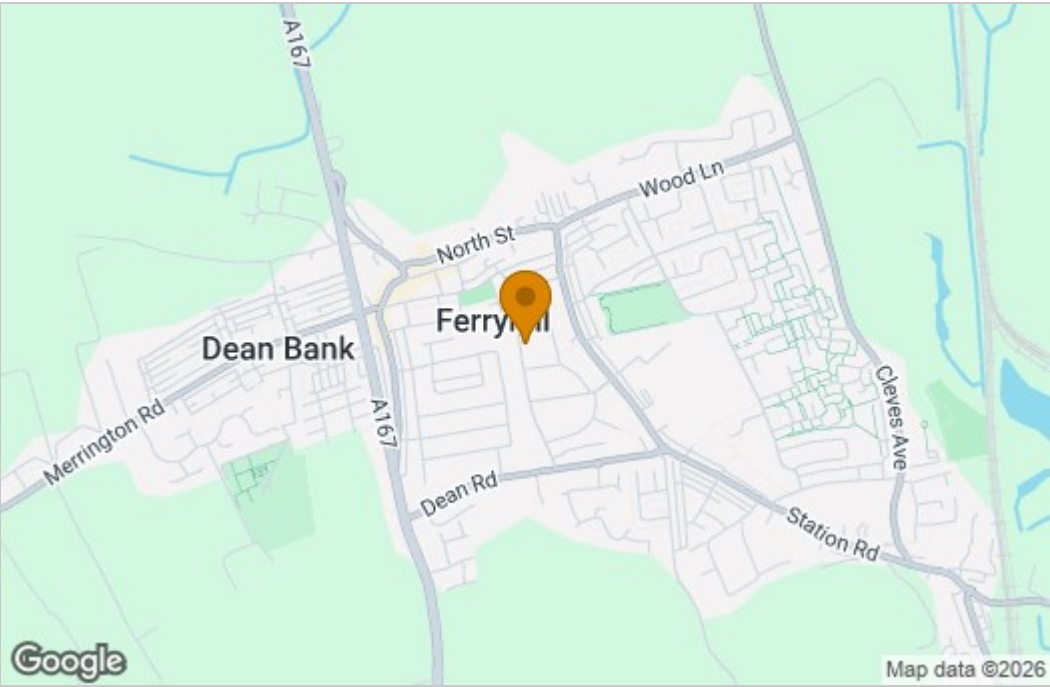 A167
Wood Ln
North St
Ferryhill
Dean Bank
Cleves Ave
A167
Merrington Rd
Dean Rd
Station Rd
Google
Map data ©2026